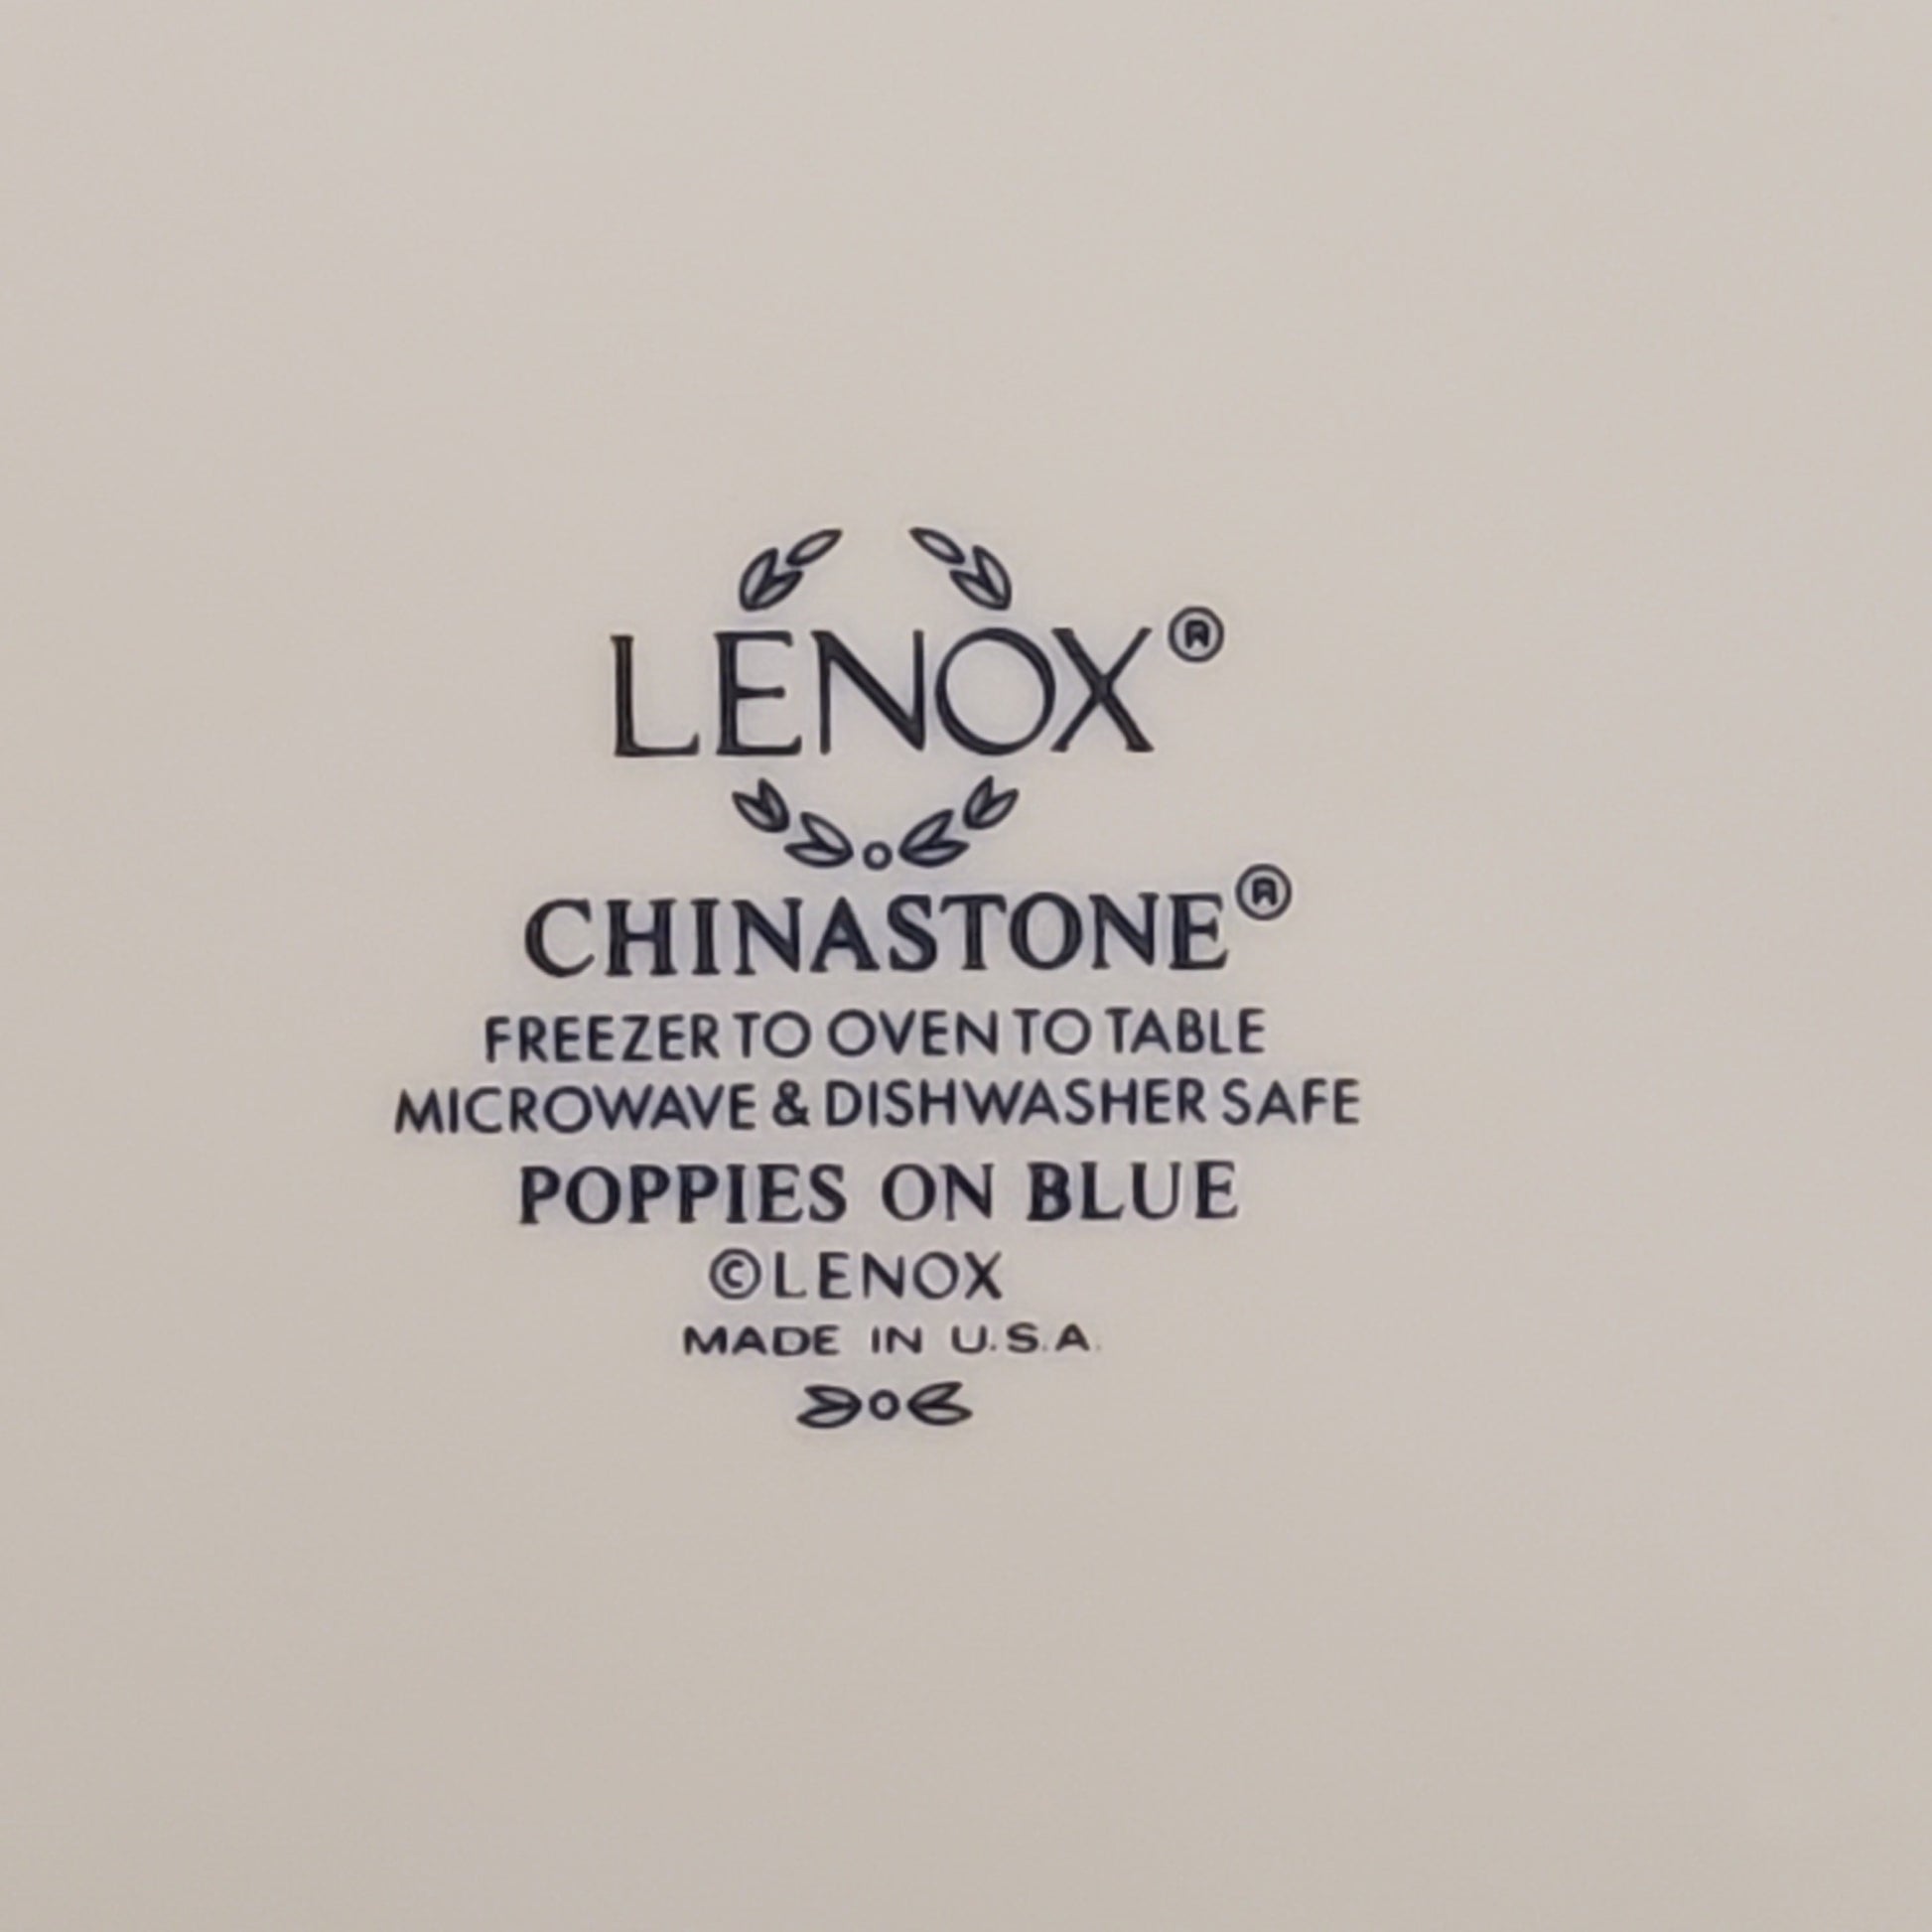 LENOX®
CHINASTONE®
FREEZER TO OVEN TO TABLE
MICROWAVE & DISHWASHER SAFE
POPPIES ON BLUE
©LENOX
MADE IN U.S.A.